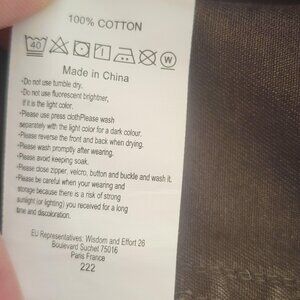 100% COTTON
40 1 W
Made in China
•Do not use tumble dry.
•Do not use fluorescent brightner,
If it is the light color.
•Please use press clothPlease wash
separately with the light color for a dark colour.
•Please reverse the front and back when drying.
•Please wash promptly after wearing.
•Please avoid keeping soak.
•Please close zipper, velcro, button and buckle and wash it.
•Please be careful when your wearing and
storage because there is a risk of strong
sunlight (or lighting) you received for a long
time and discoloration.
EU Representatives: Wisdom and Effort 26
Boulevard Suchet 75016
Paris France
222